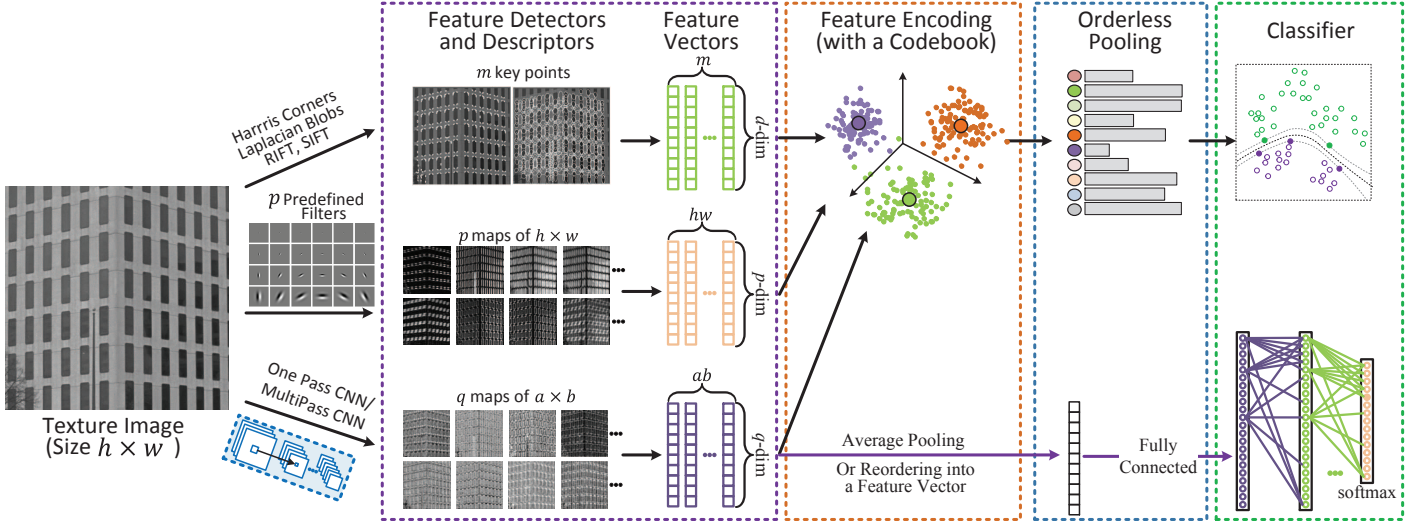 Feature Detectors
and Descriptors
Feature
Vectors
Feature Encoding
(with a Codebook)
Orderless
Pooling
Classifier
Harrris Corners
Laplacian Blobs
RIFT, SIFT
m key points
m
d-dim
p Predefined
Filters
p maps of h × w
hw
p-dim
One Pass CNN/
MultiPass CNN
q maps of a × b
ab
q-dim
Texture Image
(Size h × w )
Average Pooling
Or Reordering into
a Feature Vector
Fully
Connected
softmax